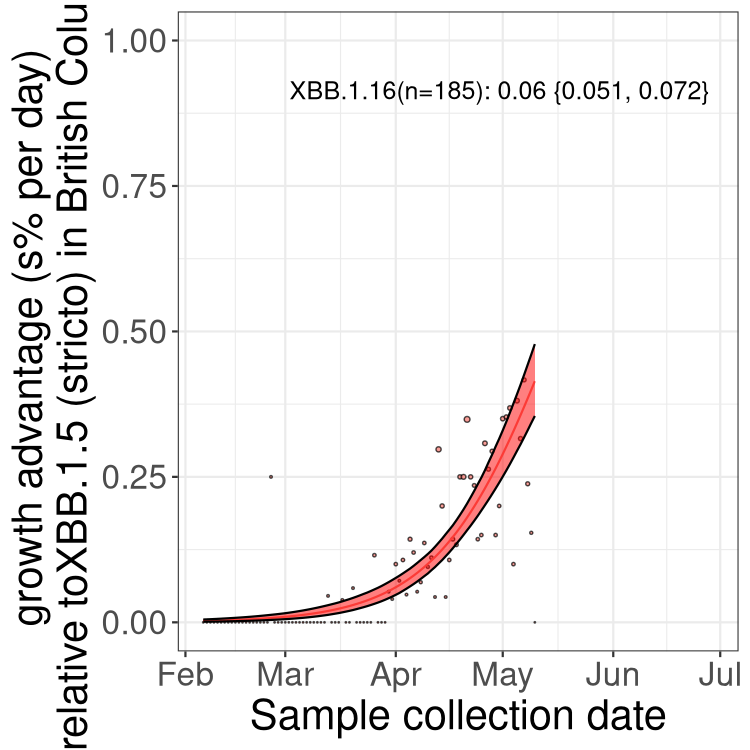 growth advantage (s% per day)
relative toXBB.1.5 (stricto) in British Colu
1.00
0.75
0.50
0.25
0.00
XBB.1.16(n=185): 0.06 {0.051, 0.072}
Feb Mar Apr May Jun Jul
Sample collection date